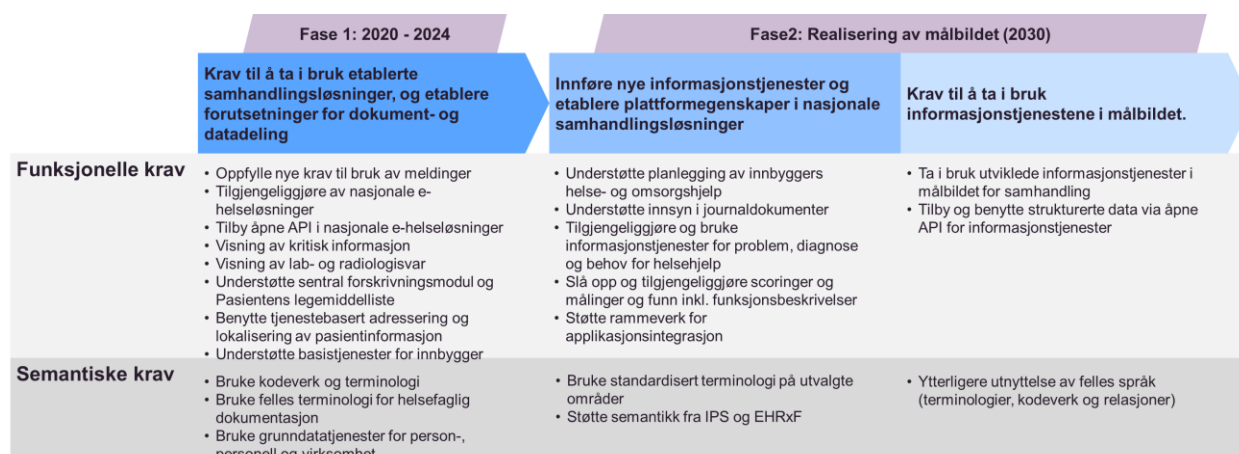 Fase 1: 2020 - 2024
Fase2: Realisering av målbildet (2030)
Krav til å ta i bruk etablerte
samhandlingsløsninger, og etablere
forutsetninger for dokument- og
datadeling
Innføre nye informasjonstjenester og
etablere plattformegenskaper i nasjonale
samhandlingsløsninger
Krav til å ta i bruk
informasjonstjenestene i målbildet.
Funksjonelle krav
• Oppfylle nye krav til bruk av meldinger
• Tilgjengeliggjøre av nasjonale e-
helseløsninger
• Tilby åpne API i nasjonale e-helseløsninger
• Visning av kritisk informasjon
• Visning av lab- og radiologisvar
• Understøtte sentral forskrivningsmodul og
Pasientens legemiddelliste
• Benytte tjenestebasert adressering og
lokalisering av pasientinformasjon
• Understøtte basistjenester for innbygger
• Understøtte planlegging av innbyggers
helse- og omsorgshjelp
• Understøtte innsyn i journaldokumenter
• Tilgjengeliggjøre og bruke
informasjonstjenester for problem, diagnose
og behov for helsehjelp
• Slå opp og tilgjengeliggjøre scoringer og
målinger og funn inkl. funksjonsbeskrivelser
• Støtte rammeverk for
applikasjonsintegrasjon
• Ta i bruk utviklede informasjonstjenester i
målbildet for samhandling
• Tilby og benytte strukturerte data via åpne
API for informasjonstjenester
Semantiske krav
• Bruke kodeverk og terminologi
• Bruke felles terminologi for helsefaglig
dokumentasjon
• Bruke grunndatatjenester for person-,
personell og virksomhet
• Bruke standardisert terminologi på utvalgte
områder
• Støtte semantikk fra IPS og EHRxF
• Ytterligere utnyttelse av felles språk
(terminologier, kodeverk og relasjoner)